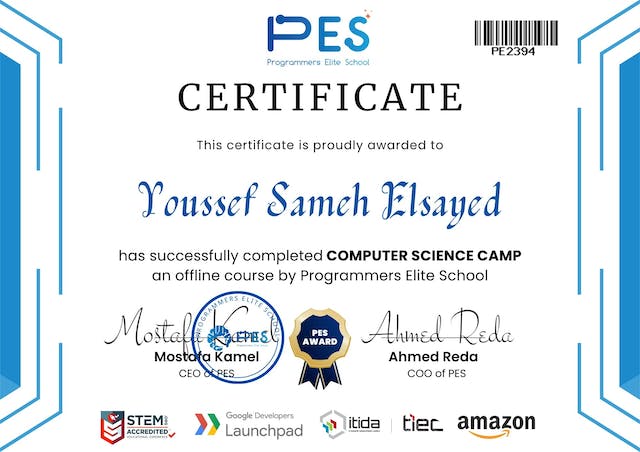 PES
Programmers Elite School
PE2394
CERTIFICATE
This certificate is proudly awarded to
Youssef Sameh Elsayed
has successfully completed COMPUTER SCIENCE CAMP
an offline course by Programmers Elite School
Mostafa Kamel
PROGRAMMERS ELITE SCHOOL
PES
PES
AWARD
Ahmed Reda
Mostafa Kamel
CEO of PES
Ahmed Reda
COO of PES
STEM
ACCREDITED
EDUCATIONAL EXPERIENCE
Google Developers
Launchpad
itida
tiec
amazon